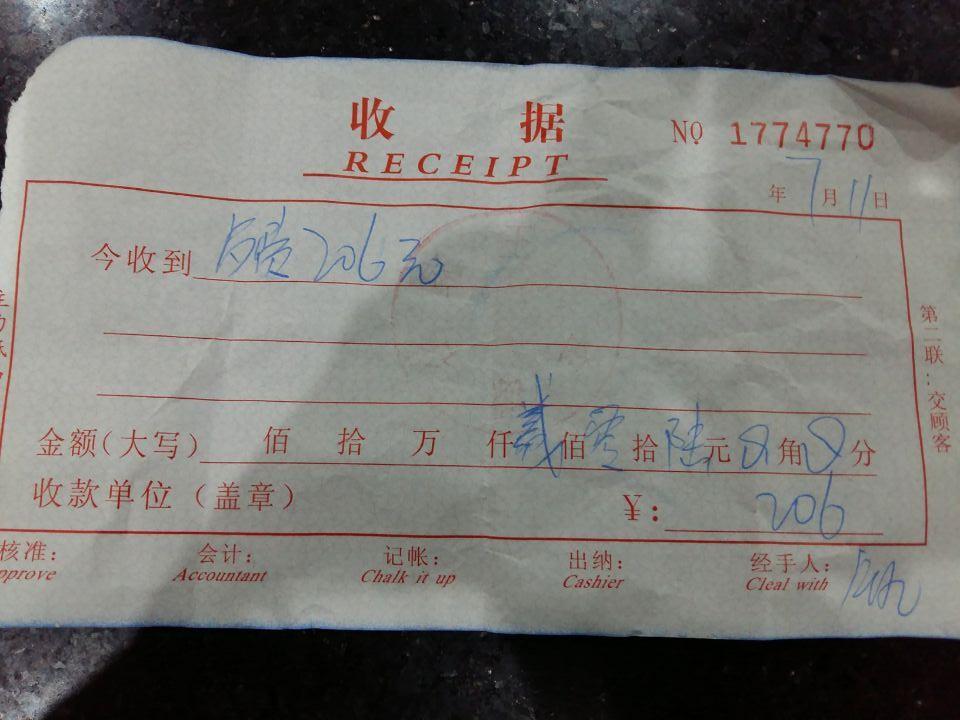 收 据
RECEIPT
NO 1774770
年 7月 11日
今收到 房费206元
第二联:交顾客
金额(大写) 佰 拾 万 仟 贰佰 零拾 陆元 0角 0分
收款单位(盖章) ¥: 206
核准: 会计: 记帐: 出纳: 经手人:
pprove Accountant Chalk it up Cashier Cleal with